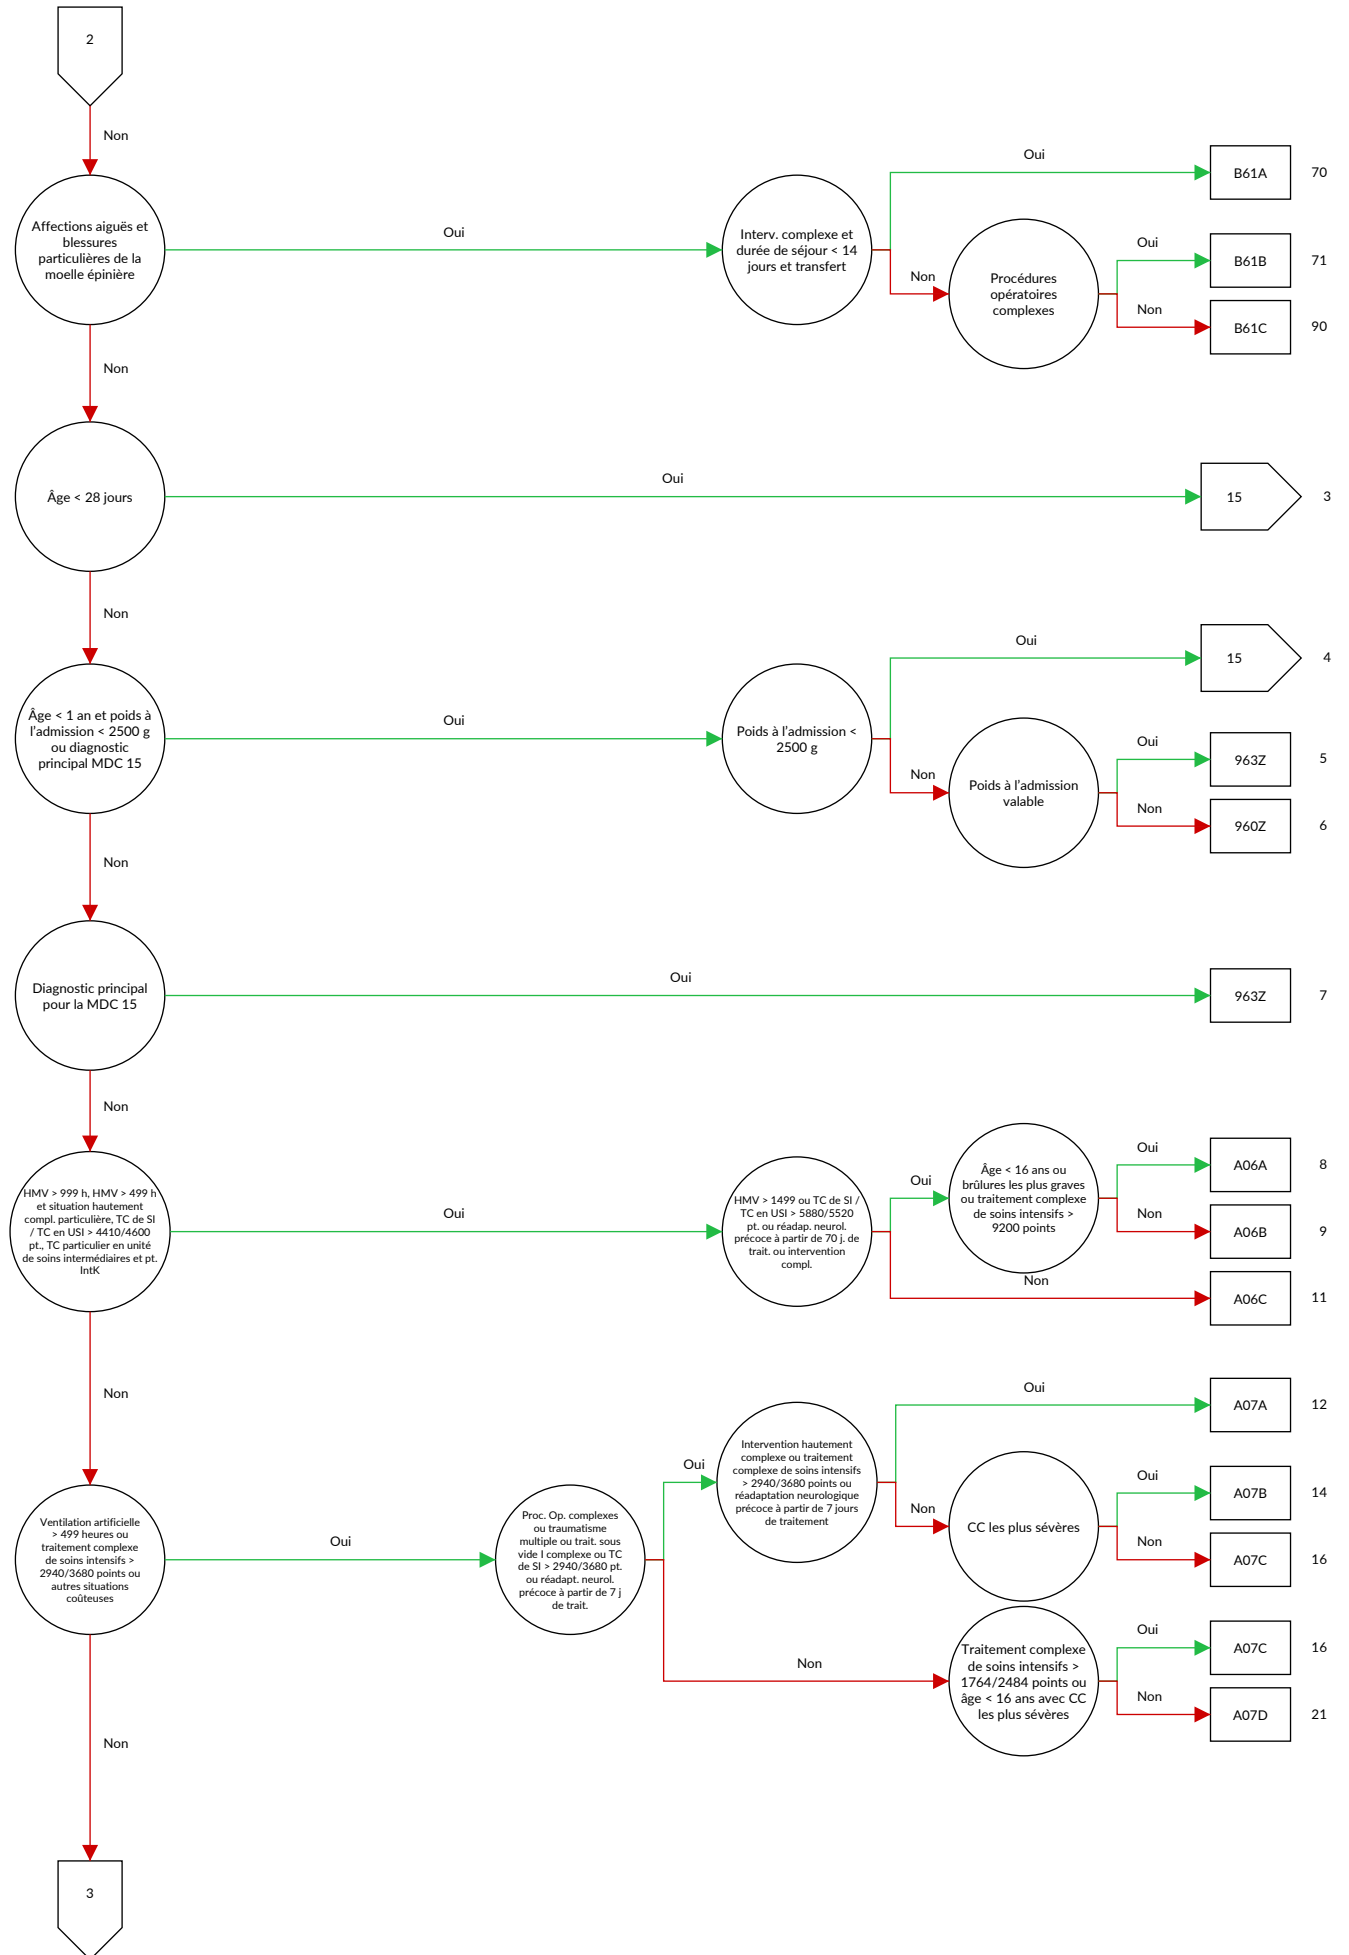 2
Non
Affections aiguës et
blessures
particulières de la
moelle épinière
Oui
Interv. complexe et
durée de séjour < 14
jours et transfert
Oui
B61A
70
Non
Procédures
opératoires
complexes
Oui
B61B
71
Non
B61C
90
Non
Âge < 28 jours
Oui
15
3
Non
Âge < 1 an et poids à
l'admission < 2500 g
ou diagnostic
principal MDC 15
Oui
Poids à l'admission <
2500 g
Oui
15
4
Non
Poids à l'admission
valable
Oui
963Z
5
Non
960Z
6
Non
Diagnostic principal
pour la MDC 15
Oui
963Z
7
Non
HMV > 999 h, HMV > 499 h
et situation hautement
compl. particulière, TC de SI
/ TC en USI > 4410/4600
pt., TC particulier en unité
de soins intermédiaires et pt.
IntK
Oui
HMV > 1499 ou TC de SI /
TC en USI > 5880/5520
pt. ou réadap. neurol.
précoce à partir de 70 j. de
trait. ou intervention
compl.
Oui
Âge < 16 ans ou
brûlures les plus graves
ou traitement complexe
de soins intensifs >
9200 points
Oui
A06A
8
Non
A06B
9
Non
A06C
11
Non
Ventilation artificielle
> 499 heures ou
traitement complexe
de soins intensifs >
2940/3680 points ou
autres situations
coûteuses
Oui
Proc. Op. complexes
ou traumatisme
multiple ou trait. sous
vide I complexe ou TC
de SI > 2940/3680 pt.
ou réadapt. neurol.
précoce à partir de 7 j
de trait.
Oui
Intervention hautement
complexe ou traitement
complexe de soins intensifs
> 2940/3680 points ou
réadaptation neurologique
précoce à partir de 7 jours
de traitement
Oui
A07A
12
Non
CC les plus sévères
Oui
A07B
14
Non
A07C
16
Non
Traitement complexe
de soins intensifs >
1764/2484 points ou
âge < 16 ans avec CC
les plus sévères
Oui
A07C
16
Non
A07D
21
Non
3